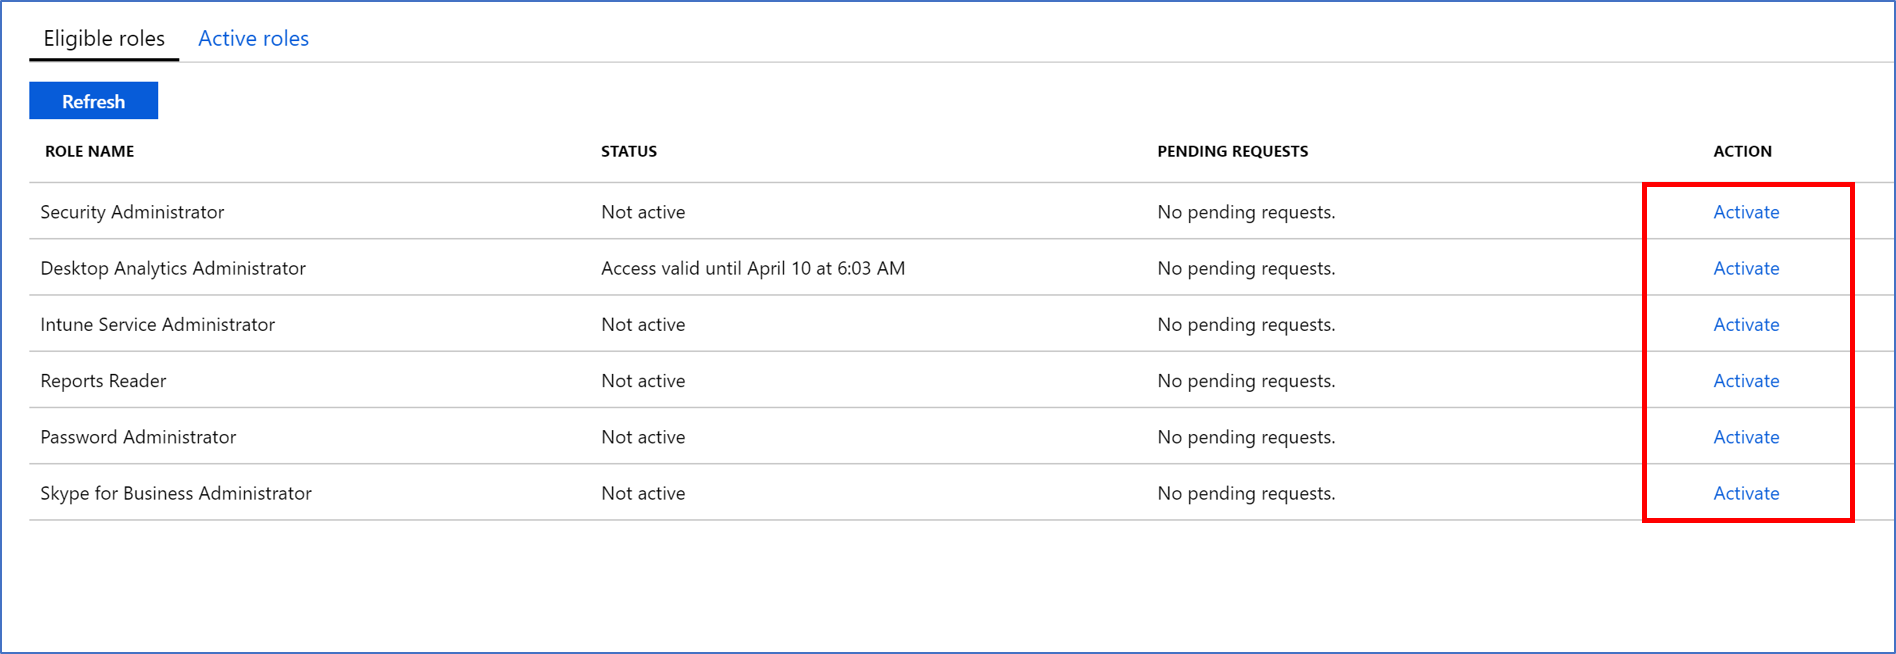 Eligible roles Active roles
Refresh
ROLE NAME STATUS PENDING REQUESTS ACTION
Security Administrator Not active No pending requests. Activate
Desktop Analytics Administrator Access valid until April 10 at 6:03 AM No pending requests. Activate
Intune Service Administrator Not active No pending requests. Activate
Reports Reader Not active No pending requests. Activate
Password Administrator Not active No pending requests. Activate
Skype for Business Administrator Not active No pending requests. Activate